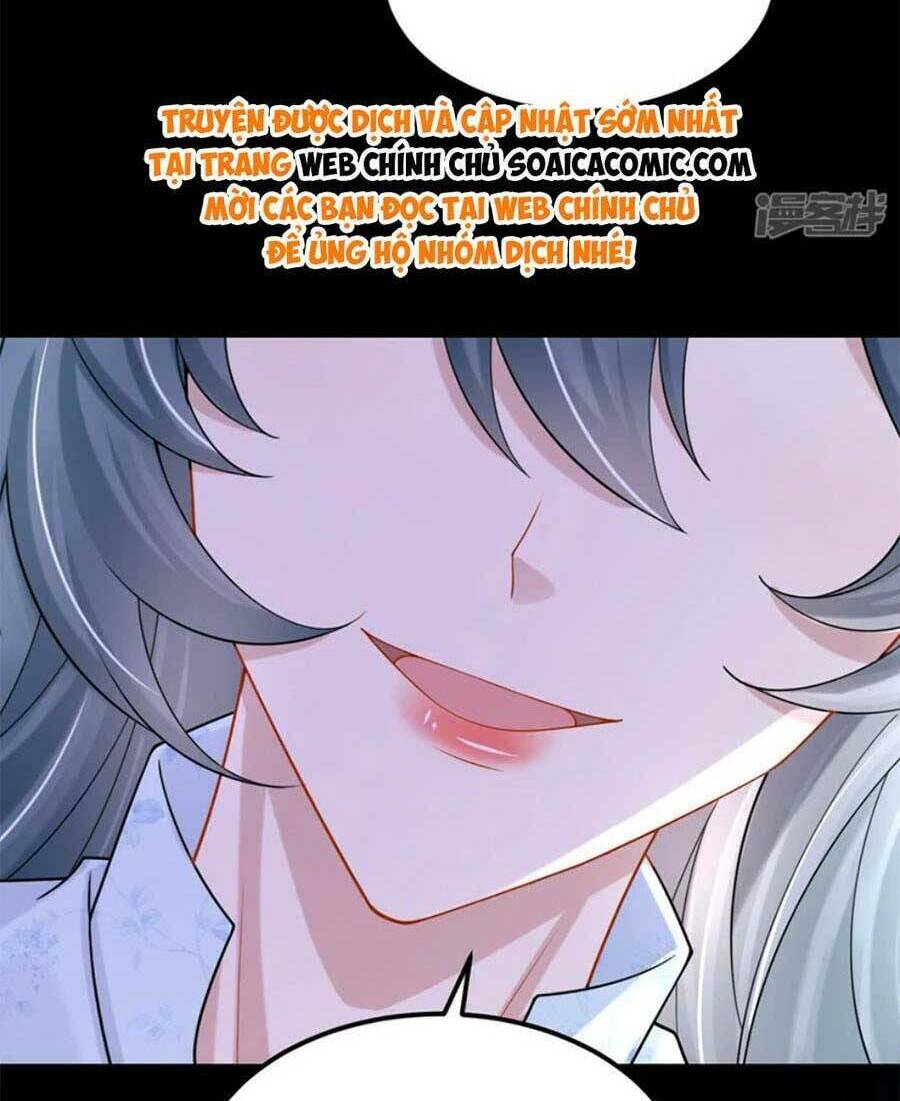 TRUYỆN ĐƯỢC DỊCH VÀ CẬP NHẬT SỚM NHẤT
TẠI TRANG WEB CHÍNH CHỦ SOAICACOMIC.COM
MỜI CÁC BẠN ĐỌC TẠI WEB CHÍNH CHỦ
ĐỂ ỦNG HỘ NHÓM DỊCH NHÉ!
漫客栈